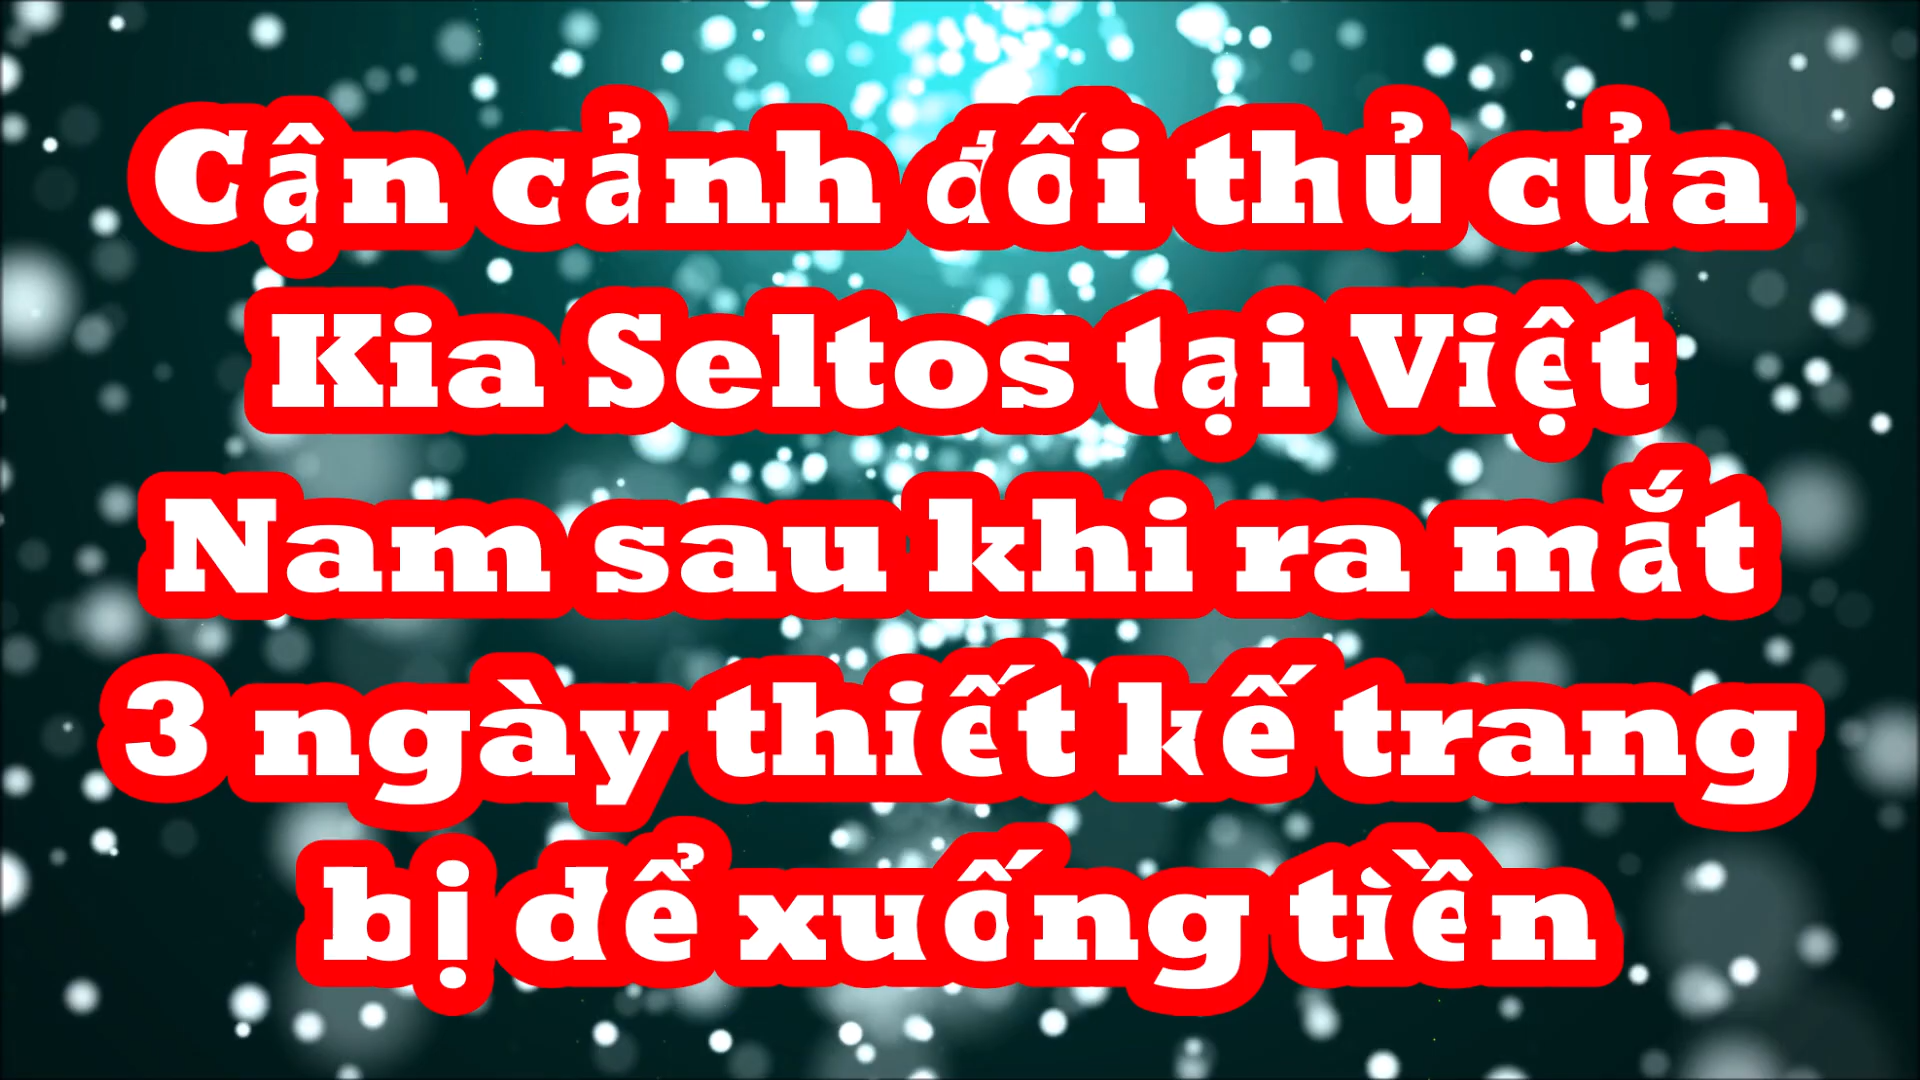 Cận cảnh đối thủ của
Kia Seltos tại Việt
Nam sau khi ra mắt
3 ngày thiết kế trang
bị dể xuống tiền